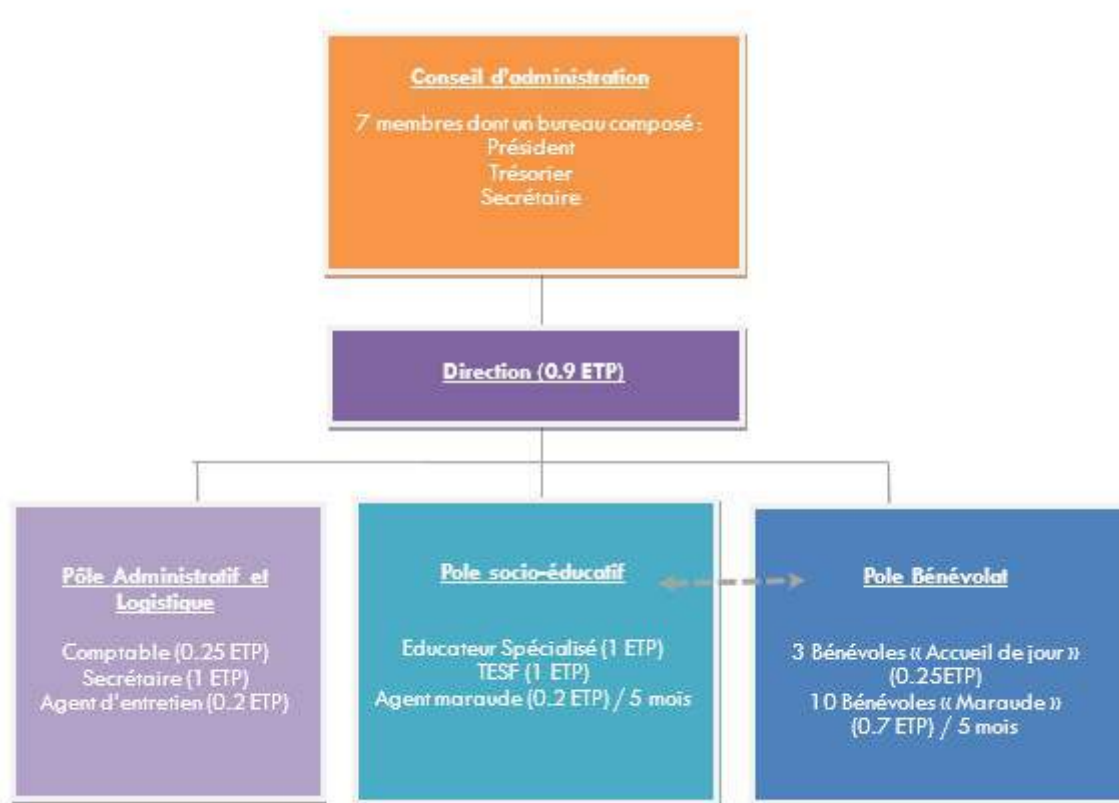 Conseil d'administration
7 membres dont un bureau composé :
Président
Trésorier
Secrétaire
Direction (0.9 ETP)
Pôle Administratif et
Logistique
Comptable (0.25 ETP)
Secrétaire (1 ETP)
Agent d'entretien (0.2 ETP)
Pole socio-éducatif
Educateur Spécialisé (1 ETP)
TESF (1 ETP)
Agent maraude (0.2 ETP) / 5 mois
Pole Bénévolat
3 Bénévoles « Accueil de jour »
(0.25ETP)
10 Bénévoles « Maraude »
(0.7 ETP) / 5 mois